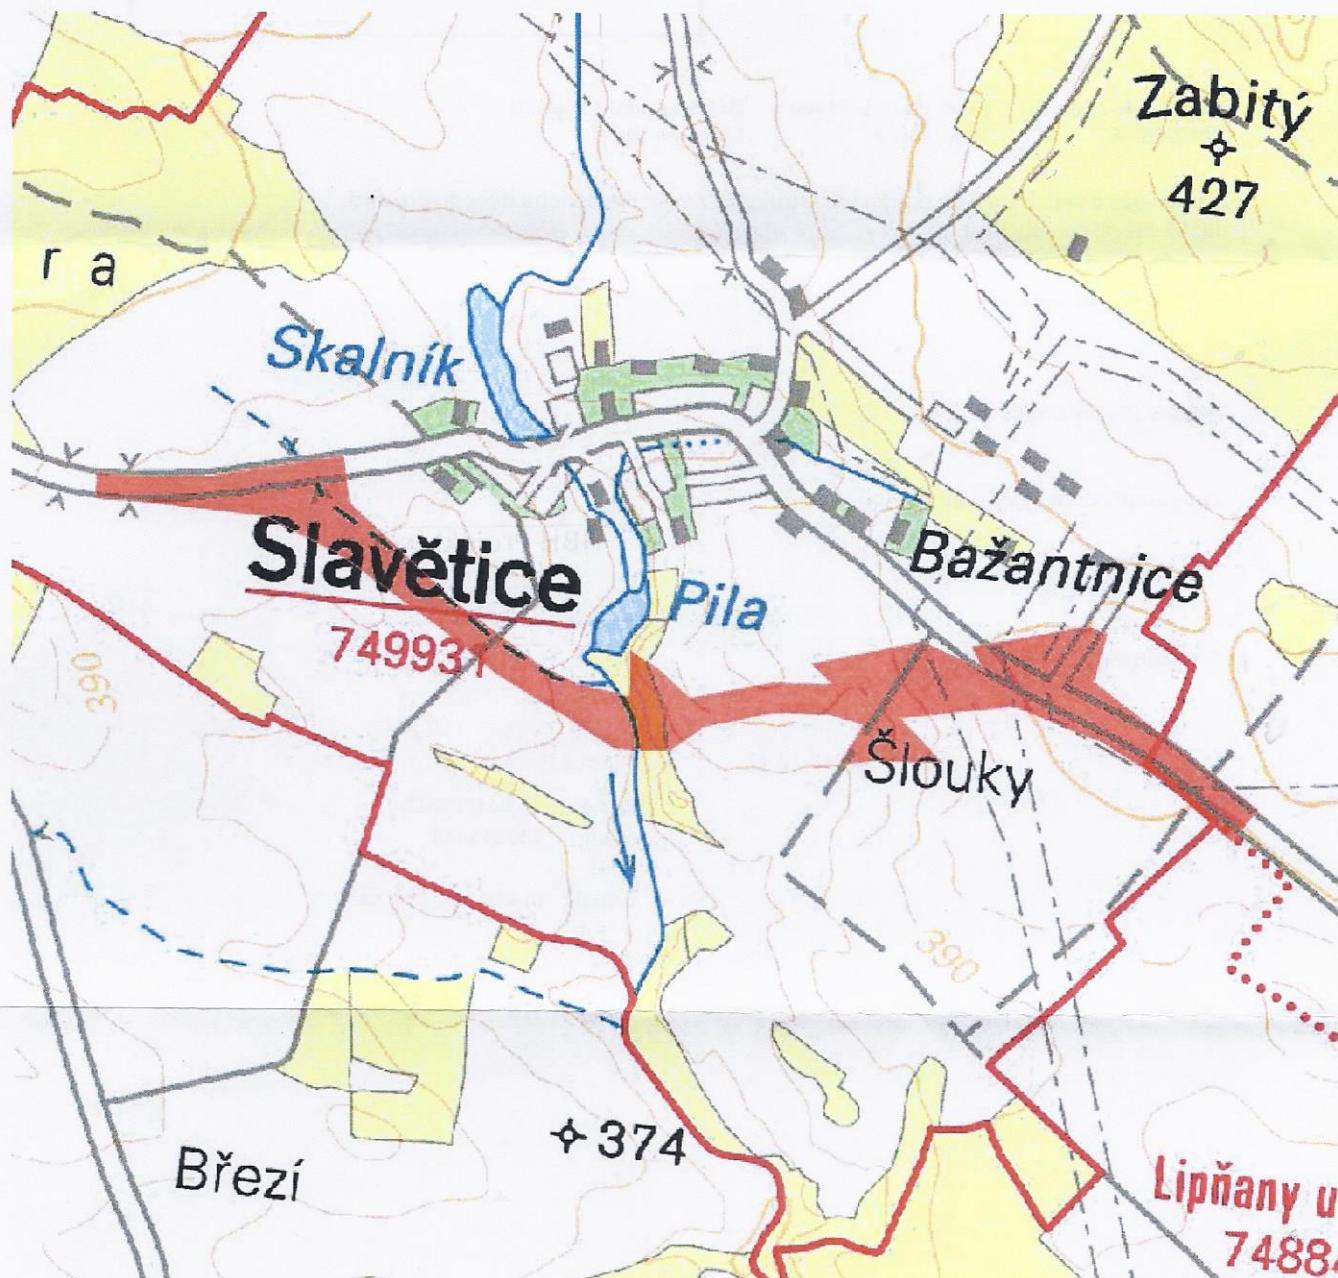 Zabitý
427
r a
Skalník
Slavětice
749931
Bažantnice
Pila
390
Šlouky
390
374
Březí
Lipňany u
7488